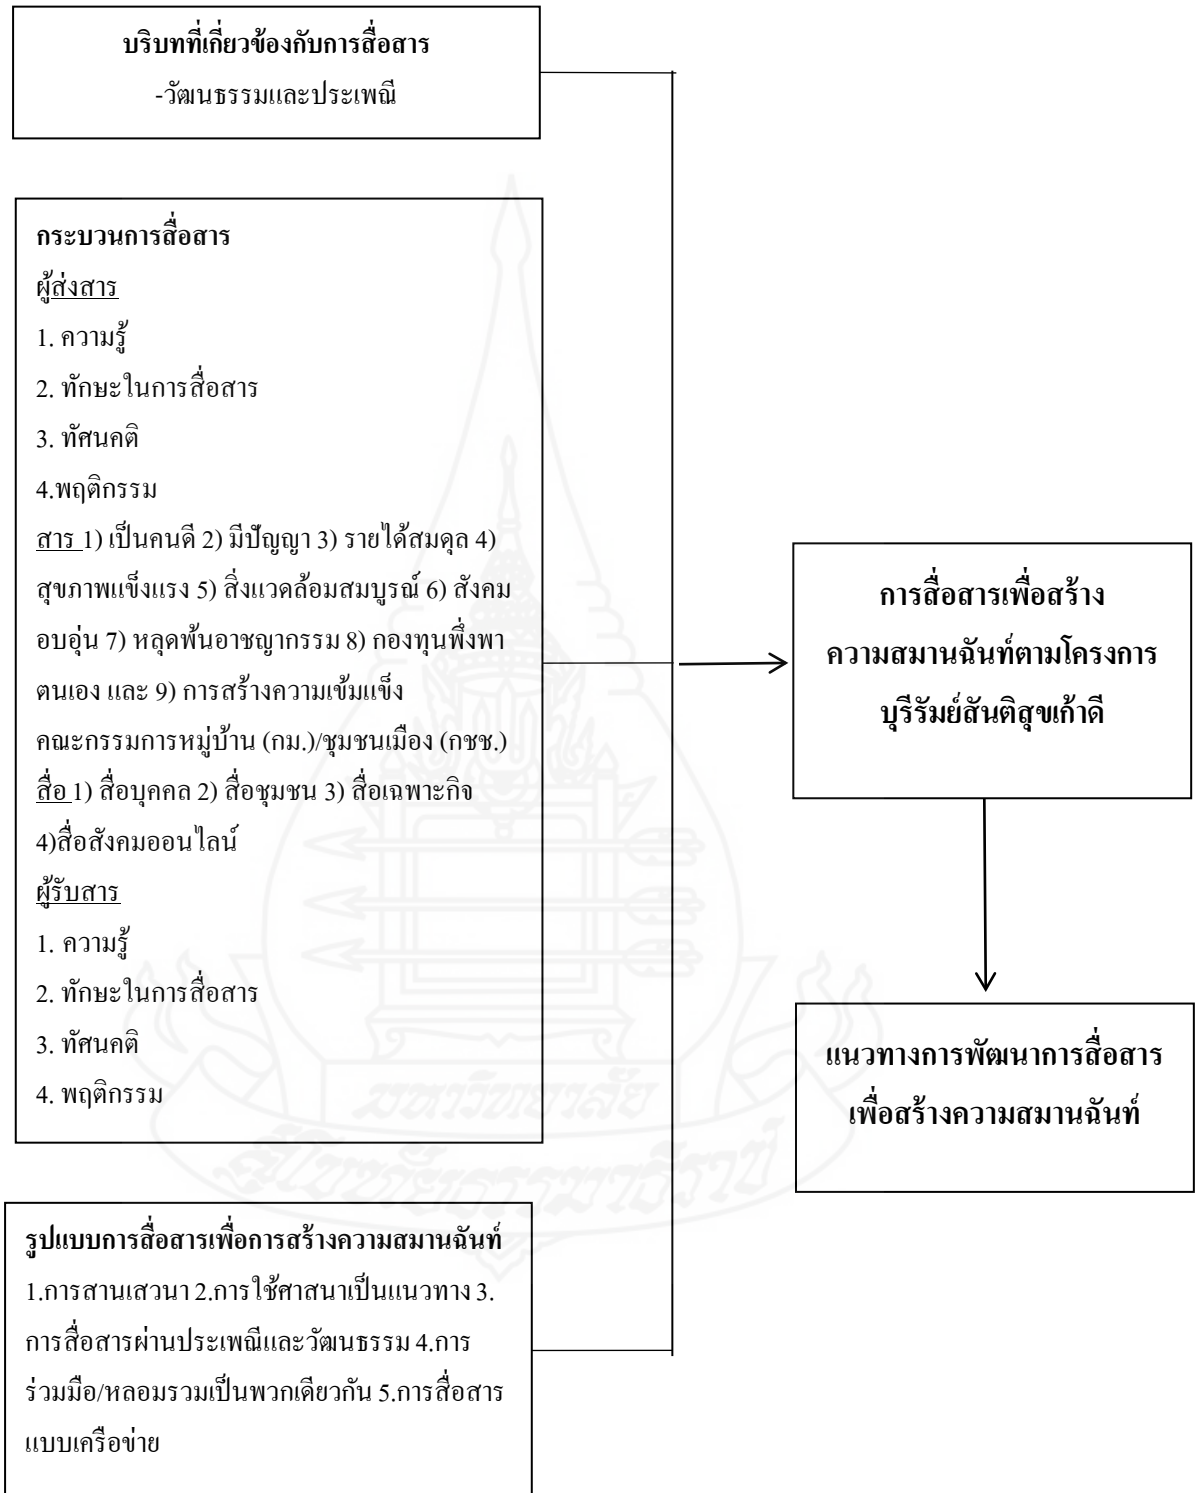 บริบทที่เกี่ยวข้องกับการสื่อสาร
-วัฒนธรรมและประเพณี
กระบวนการสื่อสาร
ผู้ส่งสาร
1. ความรู้
2. ทักษะในการสื่อสาร
3. ทัศนคติ
4.พฤติกรรม
สาร 1) เป็นคนดี 2) มีปัญญา 3) รายได้สมดุล 4)
สุขภาพแข็งแรง 5) สิ่งแวดล้อมสมบูรณ์ 6) สังคม
อบอุ่น 7) หลุดพ้นอาชญากรรม 8) กองทุนพึ่งพา
ตนเอง และ 9) การสร้างความเข้มแข็ง
คณะกรรมการหมู่บ้าน (กม.)/ชุมชนเมือง (กชช.)
สื่อ 1) สื่อบุคคล 2) สื่อชุมชน 3) สื่อเฉพาะกิจ
4)สื่อสังคมออนไลน์
ผู้รับสาร
1. ความรู้
2. ทักษะในการสื่อสาร
3. ทัศนคติ
4. พฤติกรรม
รูปแบบการสื่อสารเพื่อการสร้างความสมานฉันท์
1.การสานเสวนา 2.การใช้ศาสนาเป็นแนวทาง 3.
การสื่อสารผ่านประเพณีและวัฒนธรรม 4.การ
ร่วมมือ/หลอมรวมเป็นพวกเดียวกัน 5.การสื่อสาร
แบบเครือข่าย
การสื่อสารเพื่อสร้าง
ความสมานฉันท์ตามโครงการ
บุรีรัมย์สันติสุขเก้าดี
แนวทางการพัฒนาการสื่อสาร
เพื่อสร้างความสมานฉันท์
มหาวิทยาลัย
สุโขทัยธรรมาธิราช